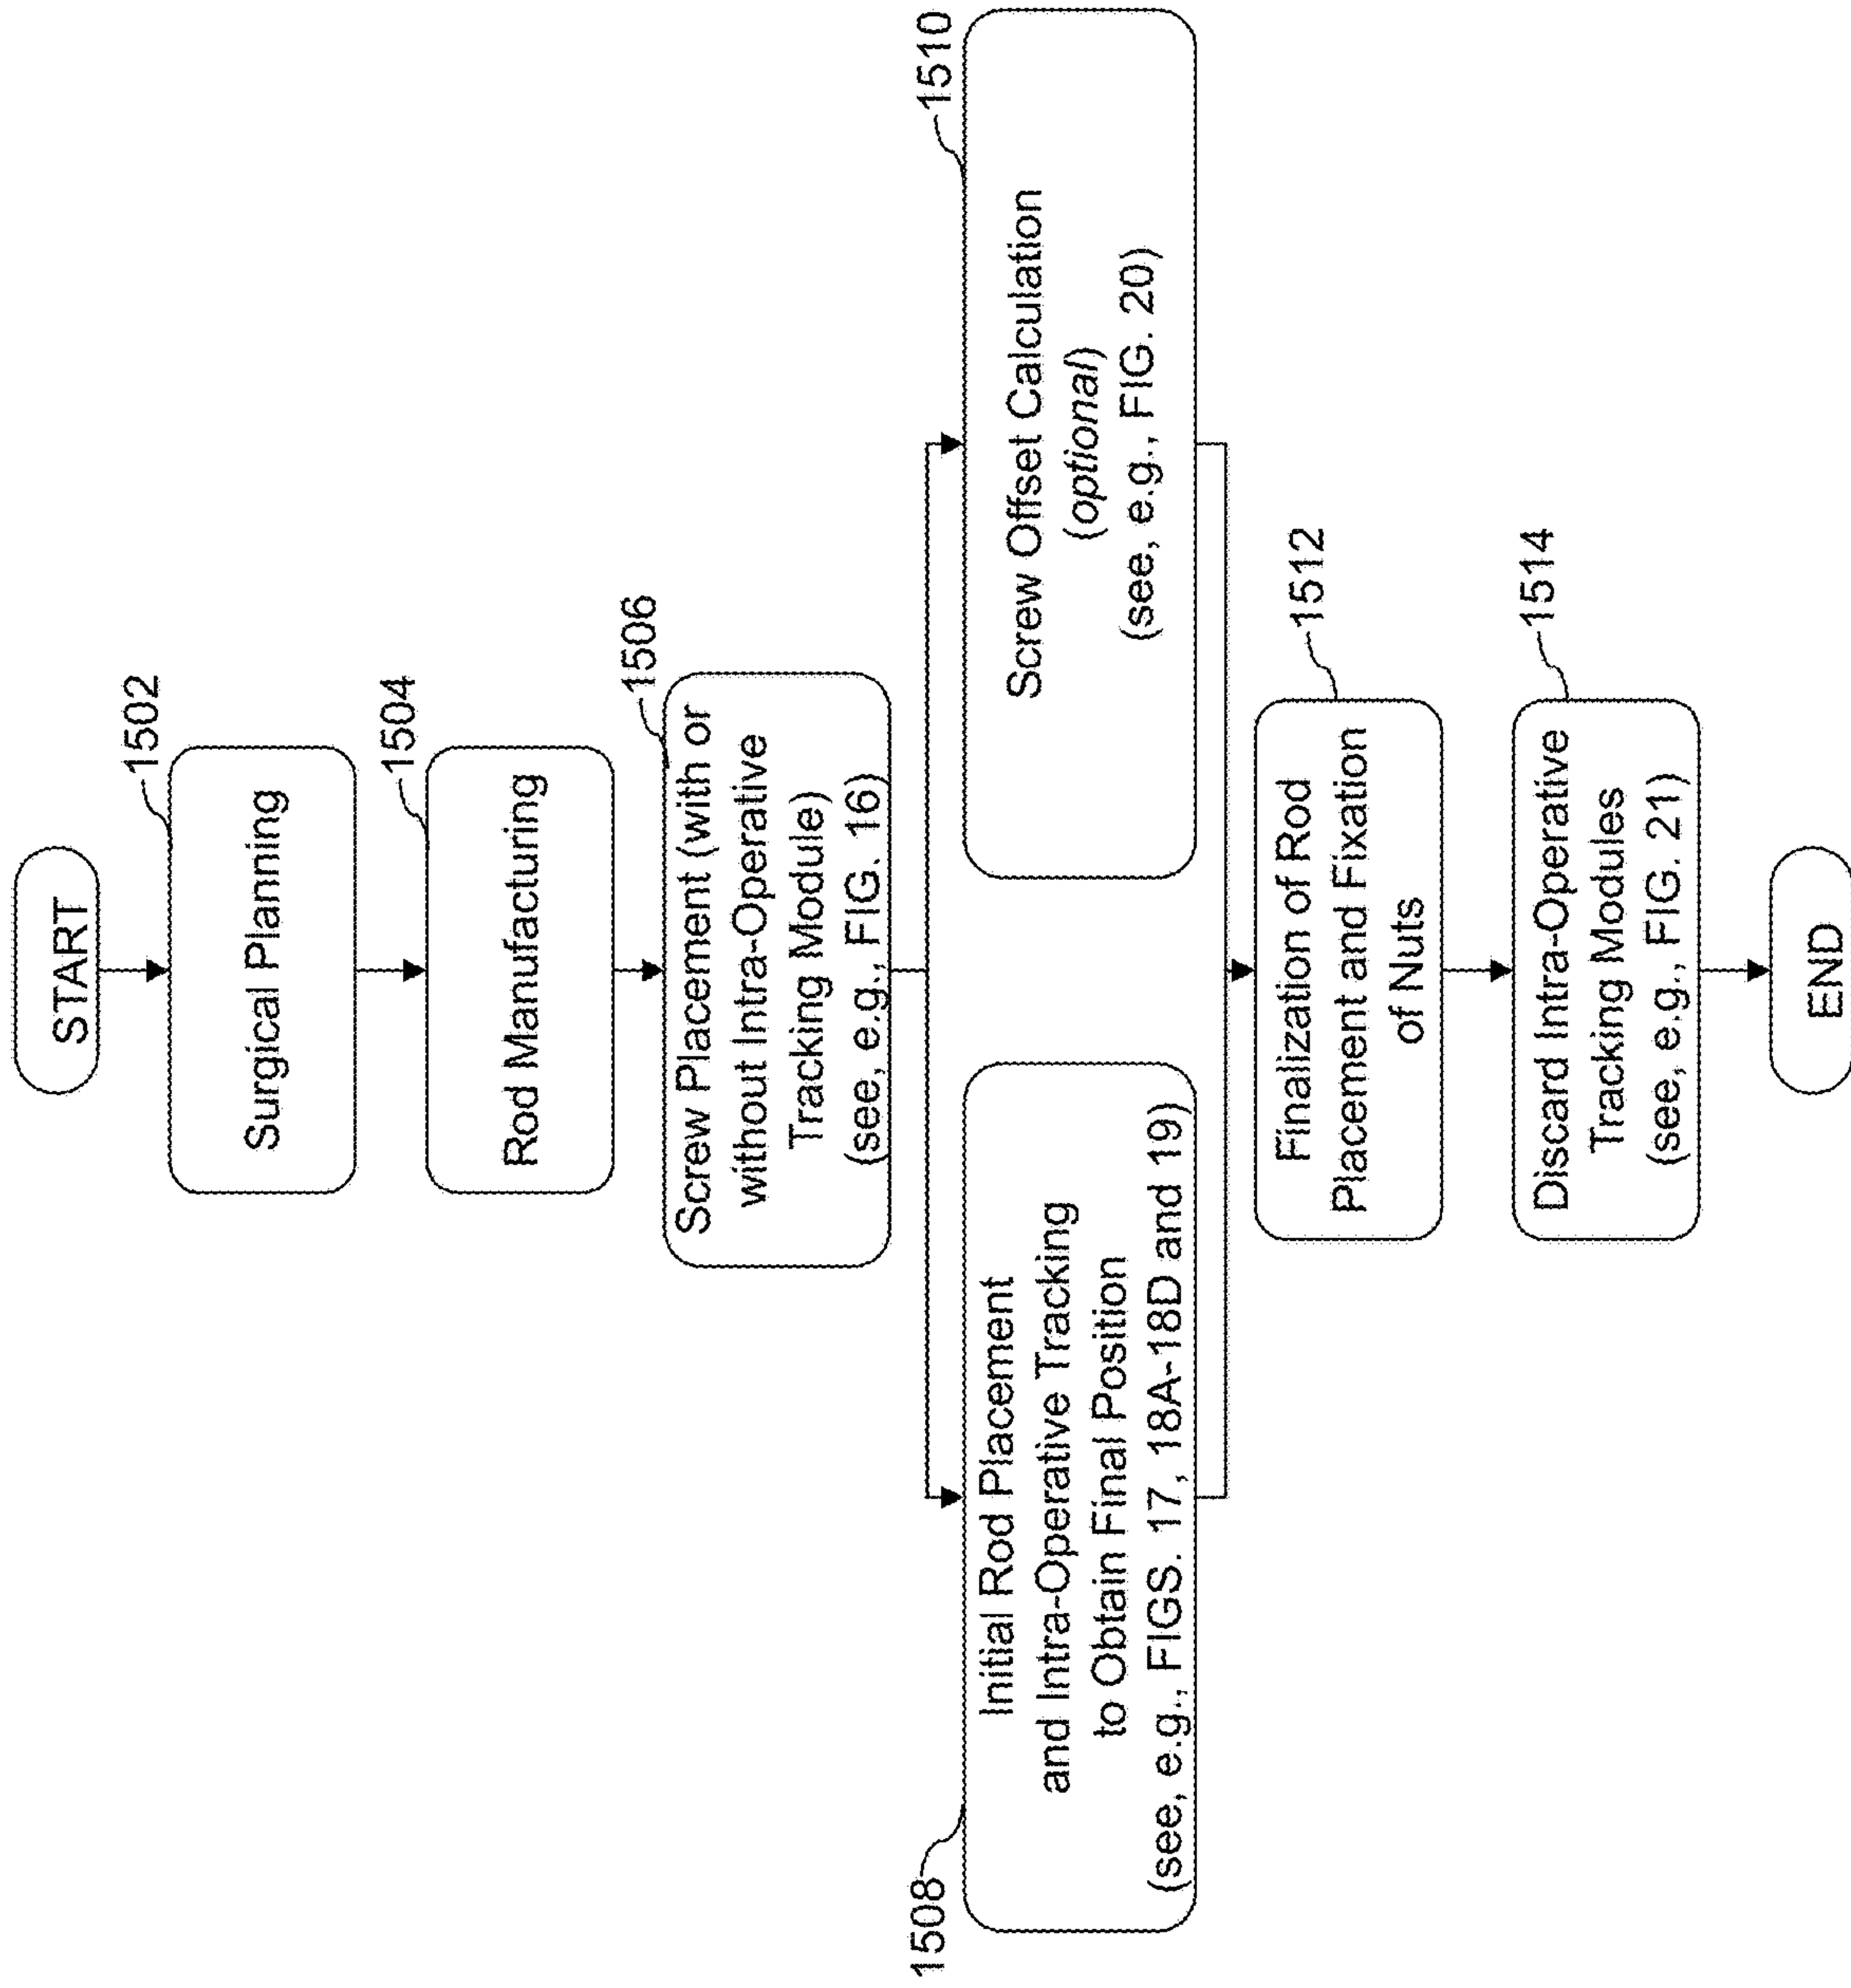 START
1502
Surgical Planning
1504
Rod Manufacturing
1506
Screw Placement (with or
without Intra-Operative
Tracking Module)
(see, e.g., FIG. 16)
1508
Initial Rod Placement
and Intra-Operative Tracking
to Obtain Final Position
(see, e.g., FIGS. 17, 18A-18D and 19)
1510
Screw Offset Calculation
(optional)
(see, e.g., FIG. 20)
1512
Finalization of Rod
Placement and Fixation
of Nuts
1514
Discard Intra-Operative
Tracking Modules
(see, e.g., FIG. 21)
END